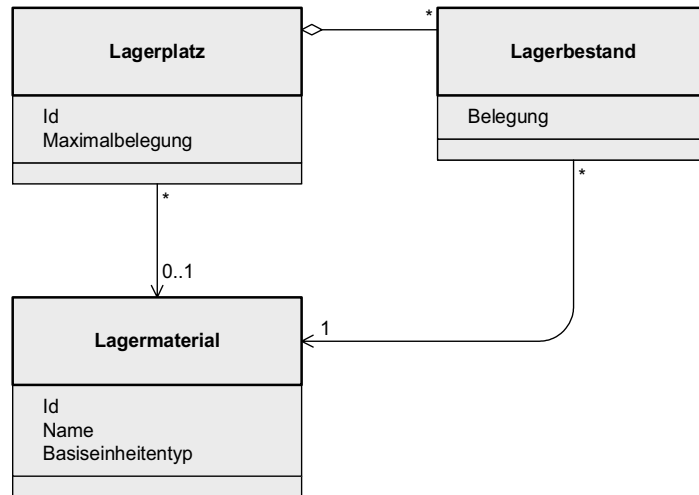 Lagerplatz
Id
Maximalbelegung
*
Lagerbestand
Belegung
*
*
0..1
1
Lagermaterial
Id
Name
Basiseinheitentyp